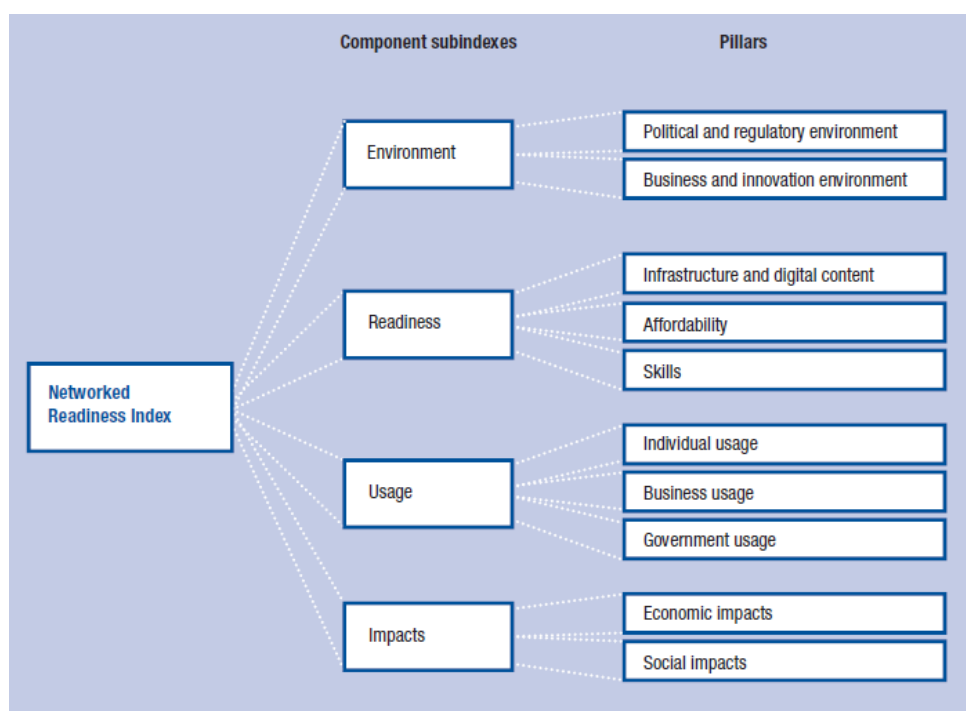 Component subindexes
Pillars
Networked
Readiness Index
Environment
Political and regulatory environment
Business and innovation environment
Readiness
Infrastructure and digital content
Affordability
Skills
Usage
Individual usage
Business usage
Government usage
Impacts
Economic impacts
Social impacts